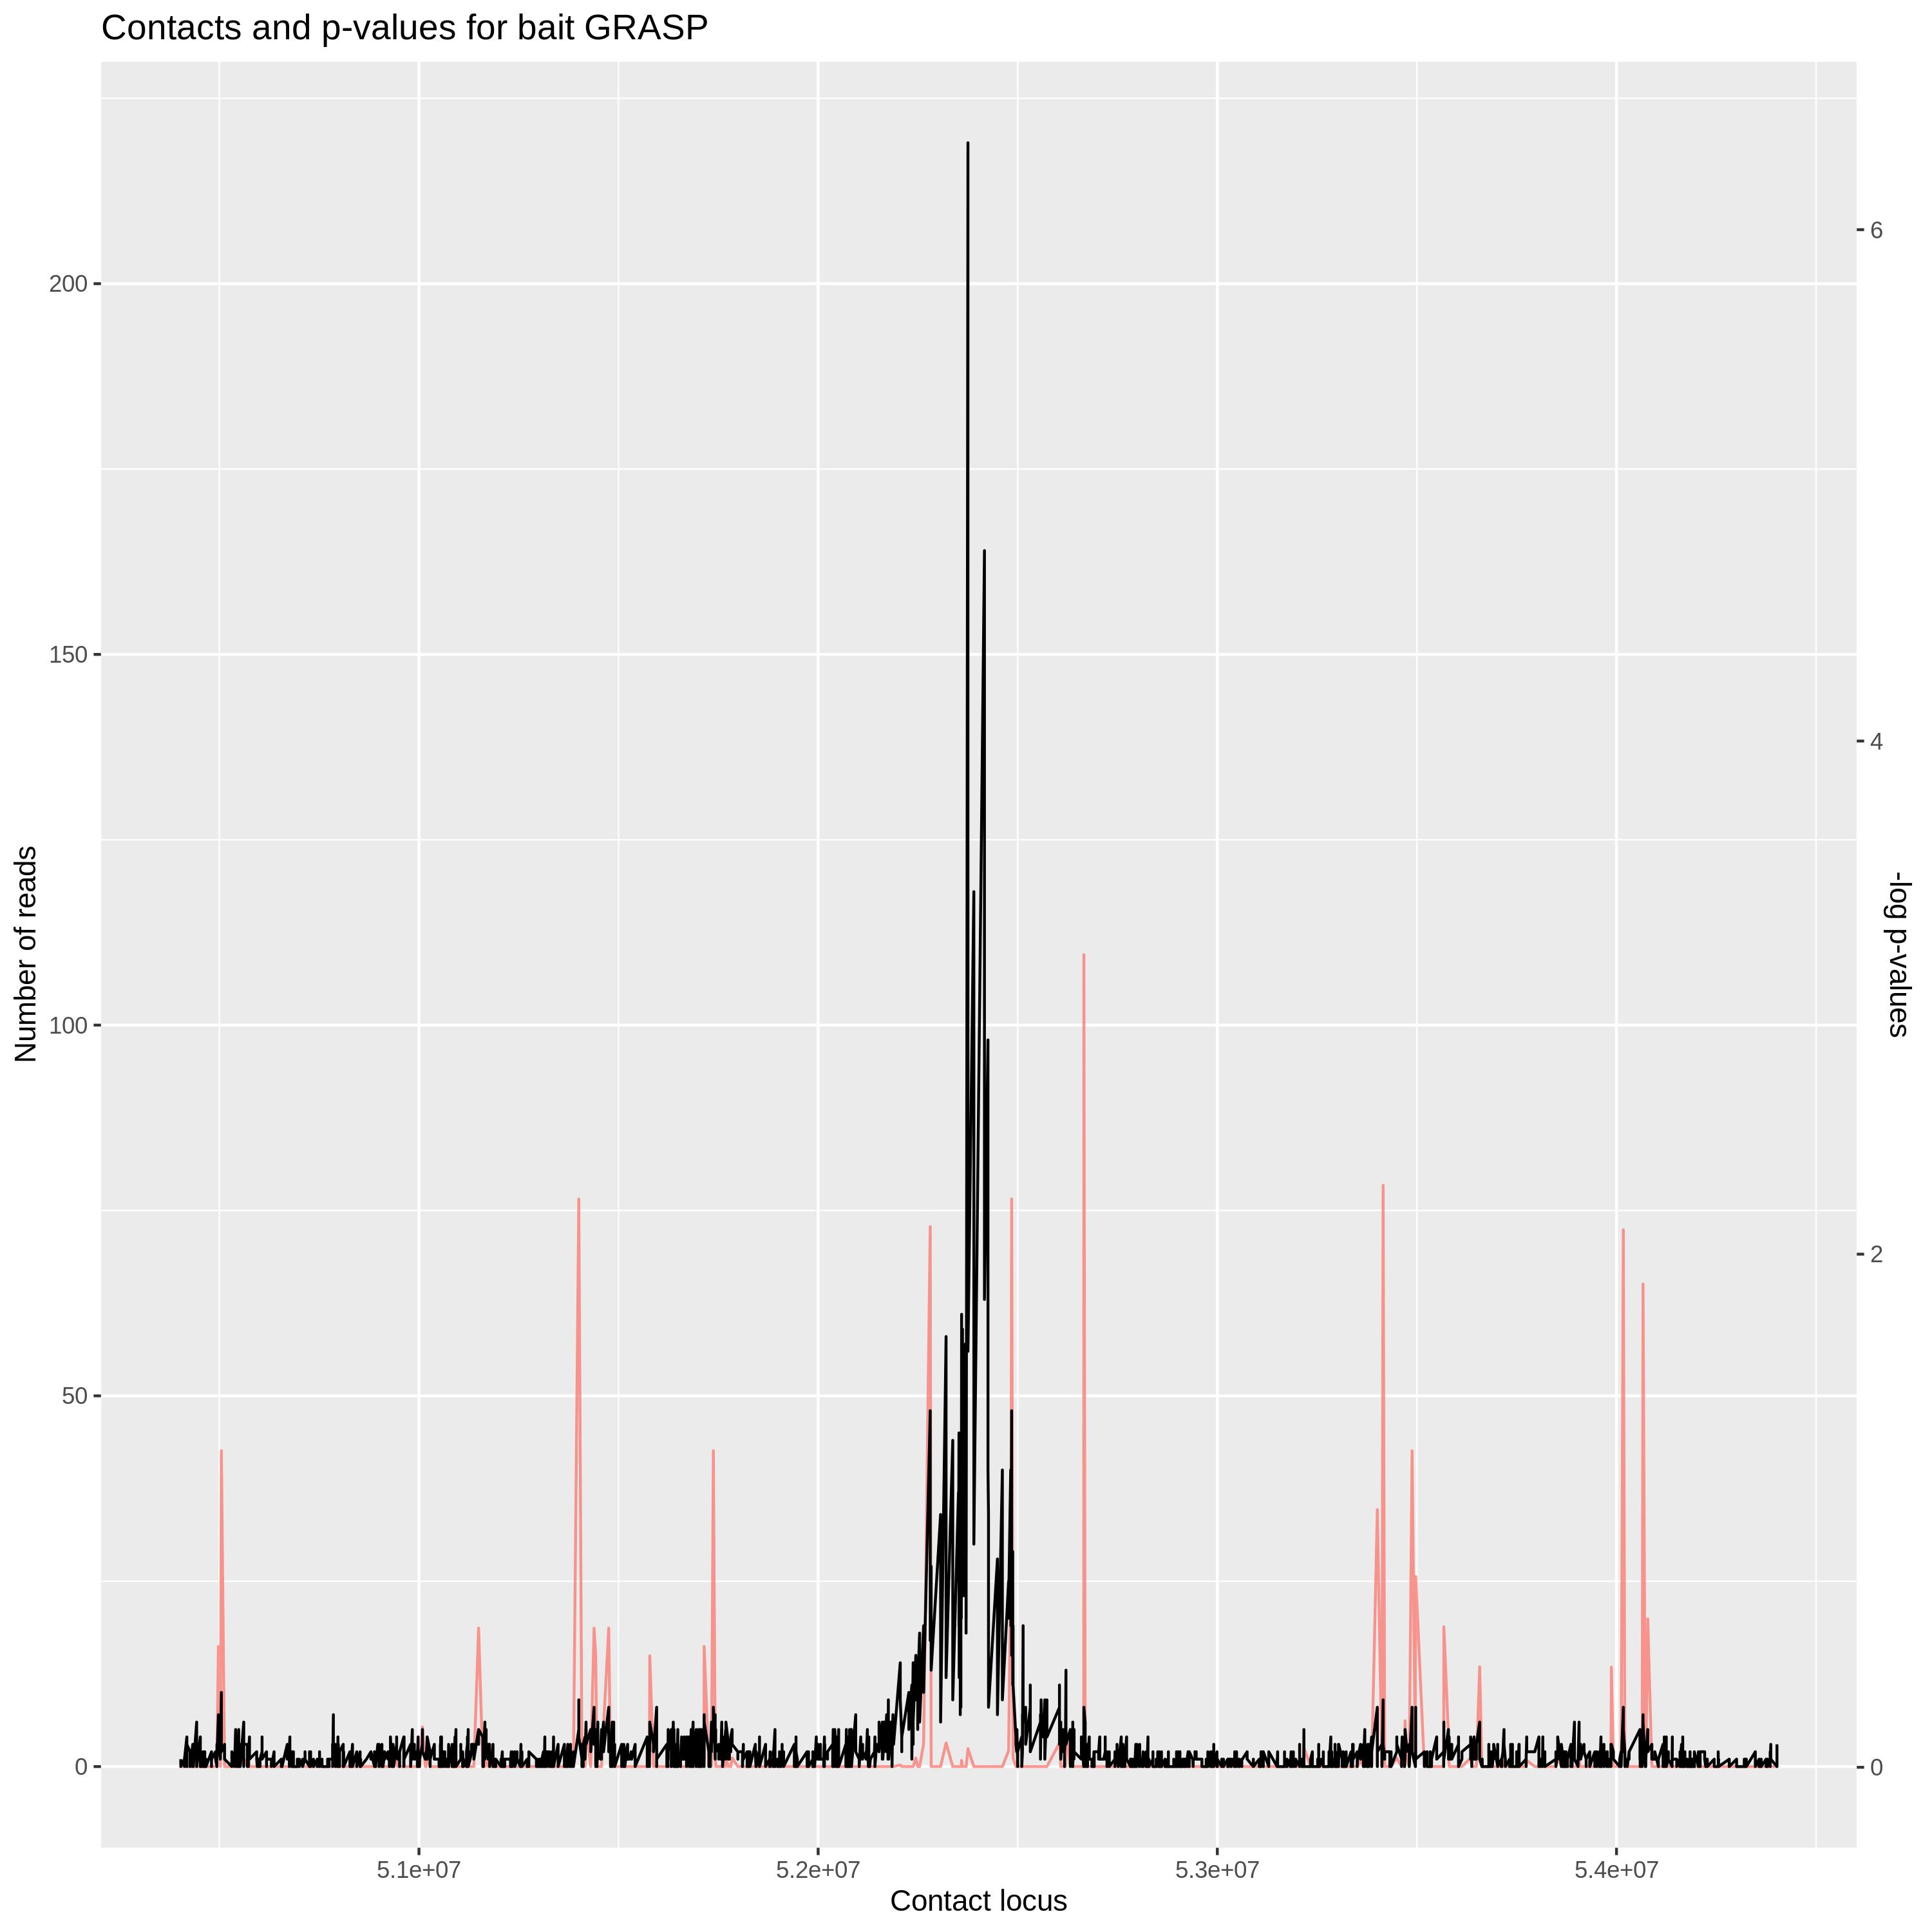 Contacts and p-values for bait GRASP
200
150
100
50
0
Number of reads
6
4
2
0
-log p-values
5.1e+07
5.2e+07
5.3e+07
5.4e+07
Contact locus